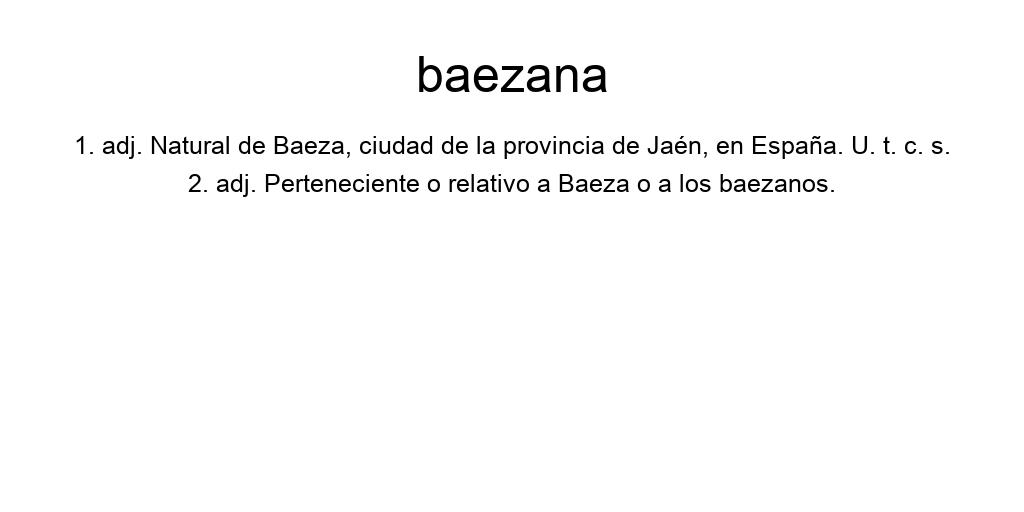 baezana
1. adj. Natural de Baeza, ciudad de la provincia de Jaén, en España. U. t. c. s.
2. adj. Perteneciente o relativo a Baeza o a los baezanos.